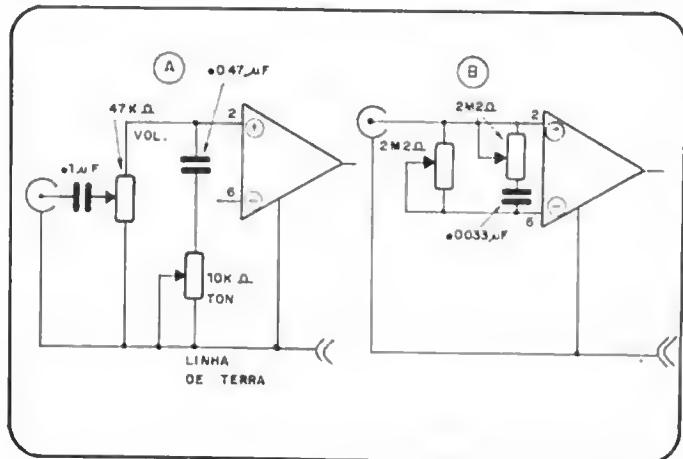 A
•047µF
47KΩ
VOL.
2
+
•1µF
6
−
10KΩ
TON
LINHA
DE TERRA
B
2M2Ω
2
+
2M2Ω
−
6
•0033µF